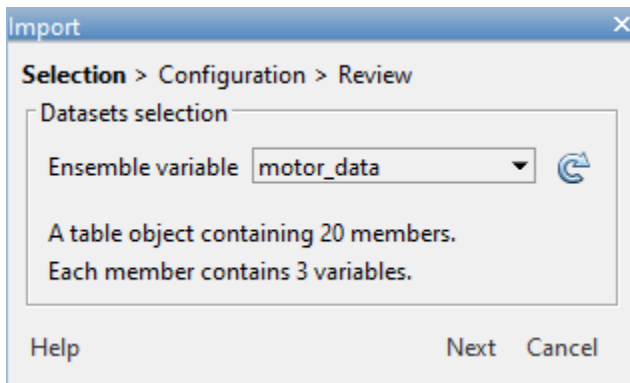 Import
Selection > Configuration > Review
Datasets selection
Ensemble variable motor_data
A table object containing 20 members.
Each member contains 3 variables.
Help Next Cancel